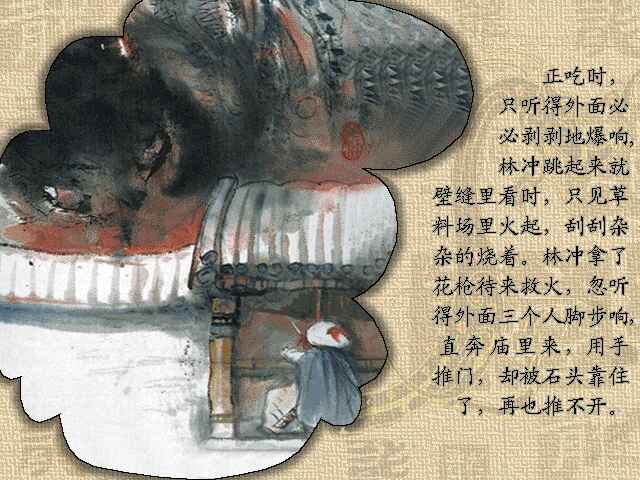 正吃时，
只听得外面必
必剥剥地爆响,
林冲跳起来就
壁缝里看时，只见草
料场里火起，刮刮杂
杂的烧着。林冲拿了
花枪待来救火，忽听
得外面三个人脚步响,
直奔庙里来，用手
推门，却被石头靠住
了，再也推不开。